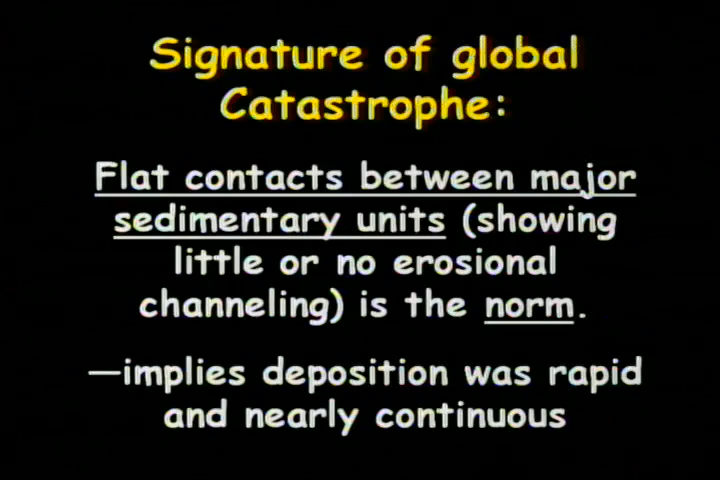 Signature of global
Catastrophe:
Flat contacts between major
sedimentary units (showing
little or no erosional
channeling) is the norm.
—implies deposition was rapid
and nearly continuous